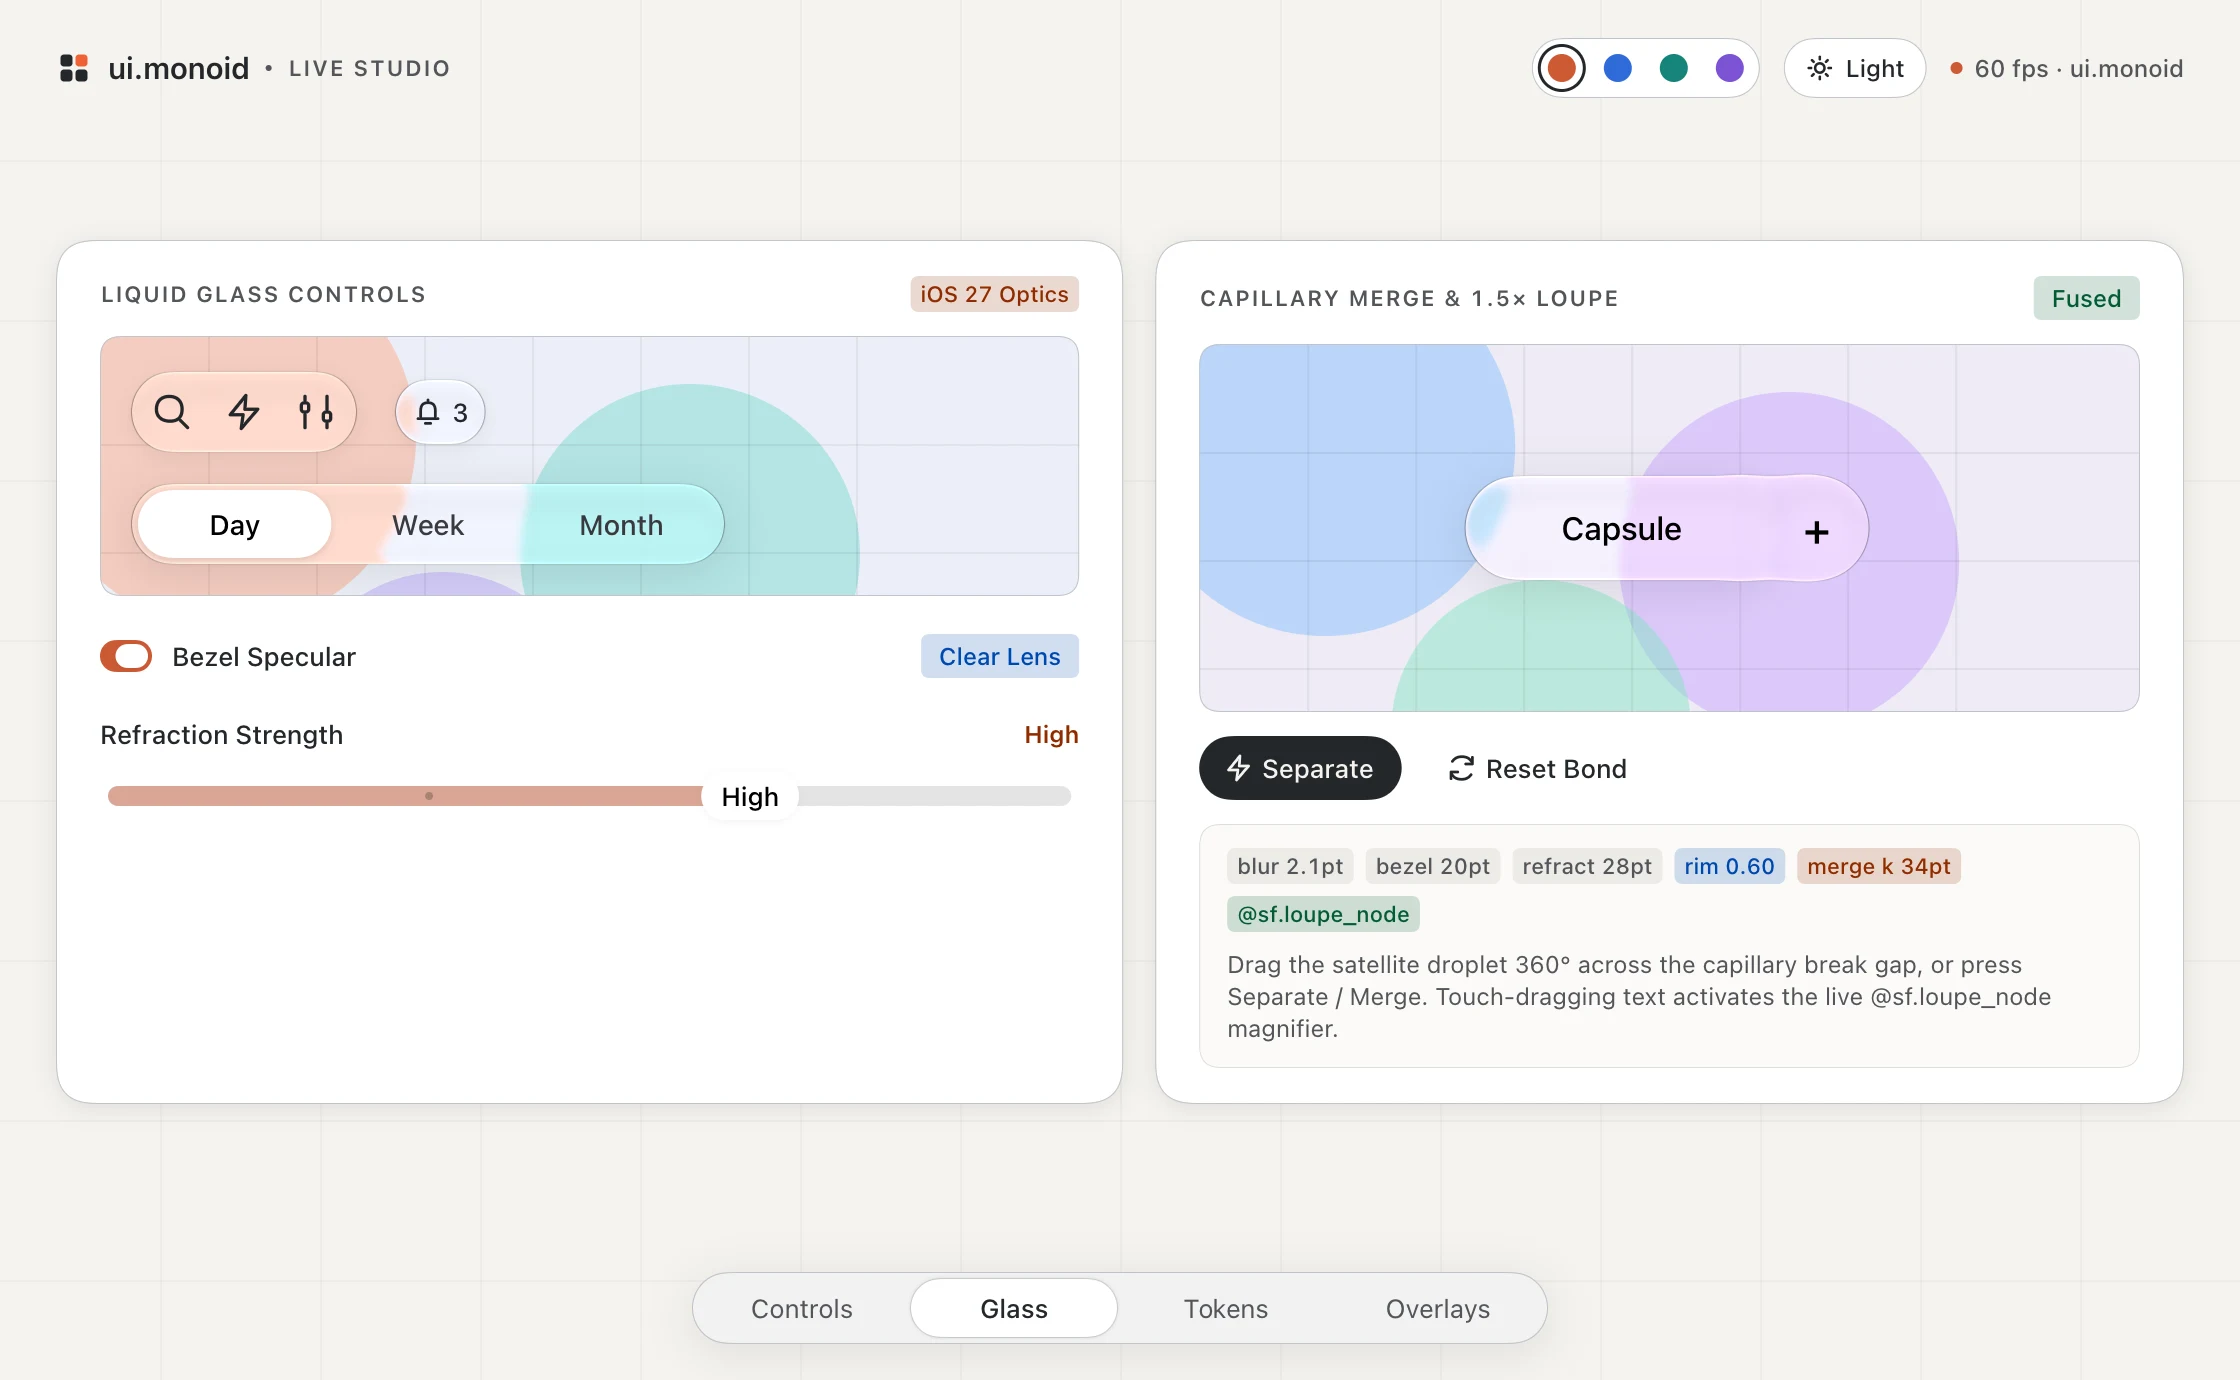 ui.monoid • LIVE STUDIO
Light
60 fps · ui.monoid
LIQUID GLASS CONTROLS
iOS 27 Optics
3
Day
Week
Month
Bezel Specular
Clear Lens
Refraction Strength
High
High
CAPILLARY MERGE & 1.5× LOUPE
Fused
Capsule
+
Separate
Reset Bond
blur 2.1pt
bezel 20pt
refract 28pt
rim 0.60
merge k 34pt
@sf.loupe_node
Drag the satellite droplet 360° across the capillary break gap, or press
Separate / Merge. Touch-dragging text activates the live @sf.loupe_node
magnifier.
Controls
Glass
Tokens
Overlays